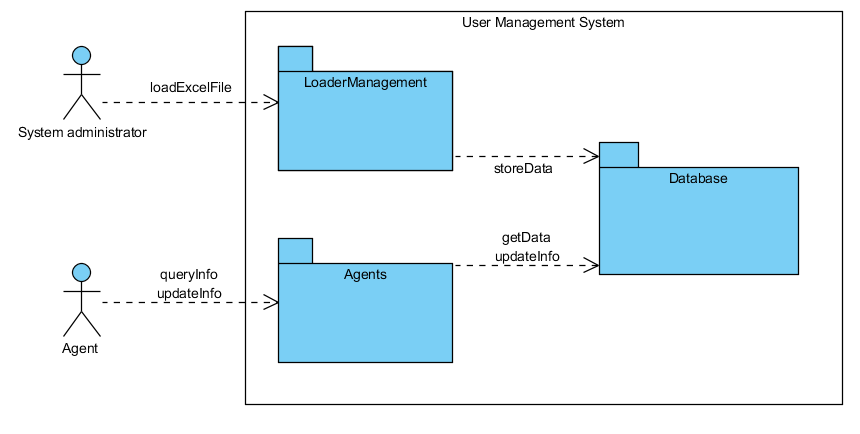 User Management System
loadExcelFile
LoaderManagement
System administrator
storeData
Database
getData
updateInfo
queryInfo
updateInfo
Agents
Agent